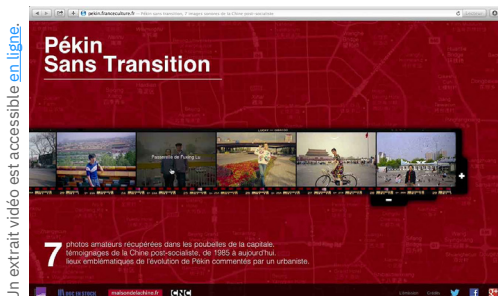 Un extrait vidéo est accessible en ligne.
pekin.franceculture.fr
Pékin
Sans Transition
Passerelle de Fuxing Lu
7 photos amateurs récupérées dans les poubelles de la capitale.
témoignages de la Chine post-socialiste, de 1985 à aujourd'hui.
lieux emblématiques de l'évolution de Pékin commentés par un urbaniste.
maisondelachine.fr
CNC
Crédits